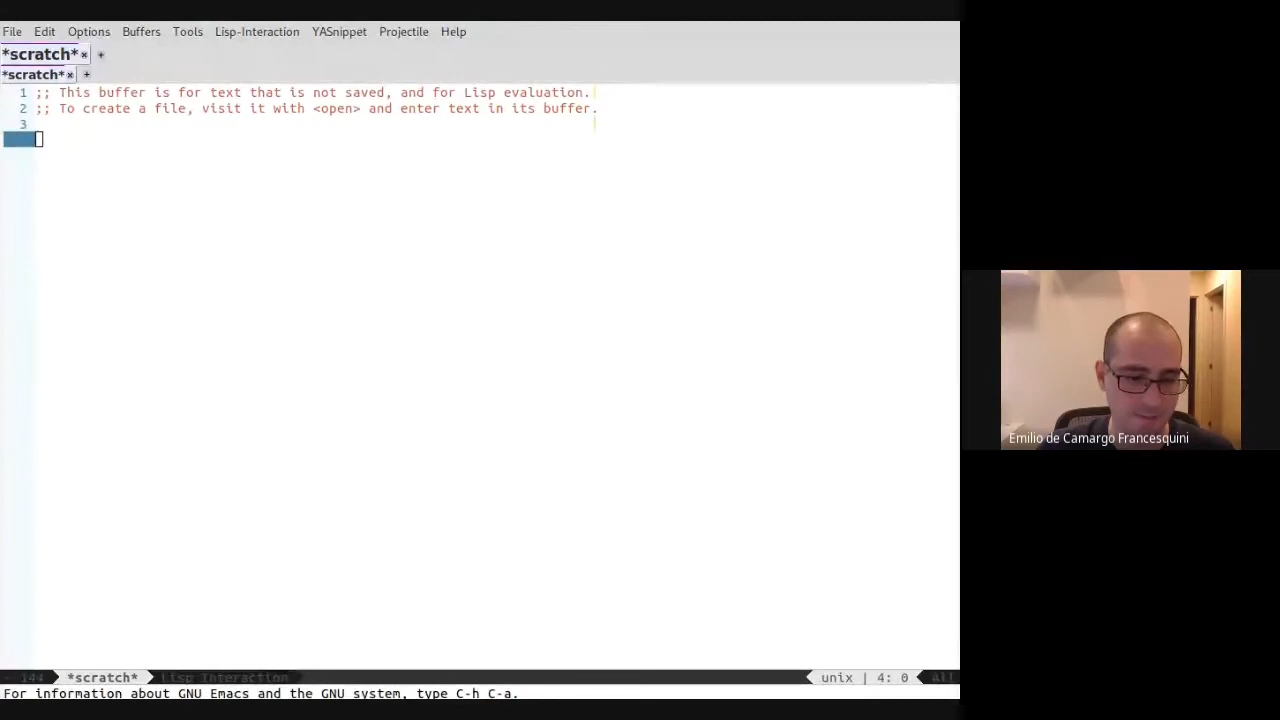 File Edit Options Buffers Tools Lisp-Interaction YASnippet Projectile Help
*scratch* × +
*scratch* × +
1 ;; This buffer is for text that is not saved, and for Lisp evaluation.
2 ;; To create a file, visit it with <open> and enter text in its buffer.
3
Emilio de Camargo Francesquini
- 144 *scratch* Lisp Interaction unix | 4: 0 All
For information about GNU Emacs and the GNU system, type C-h C-a.